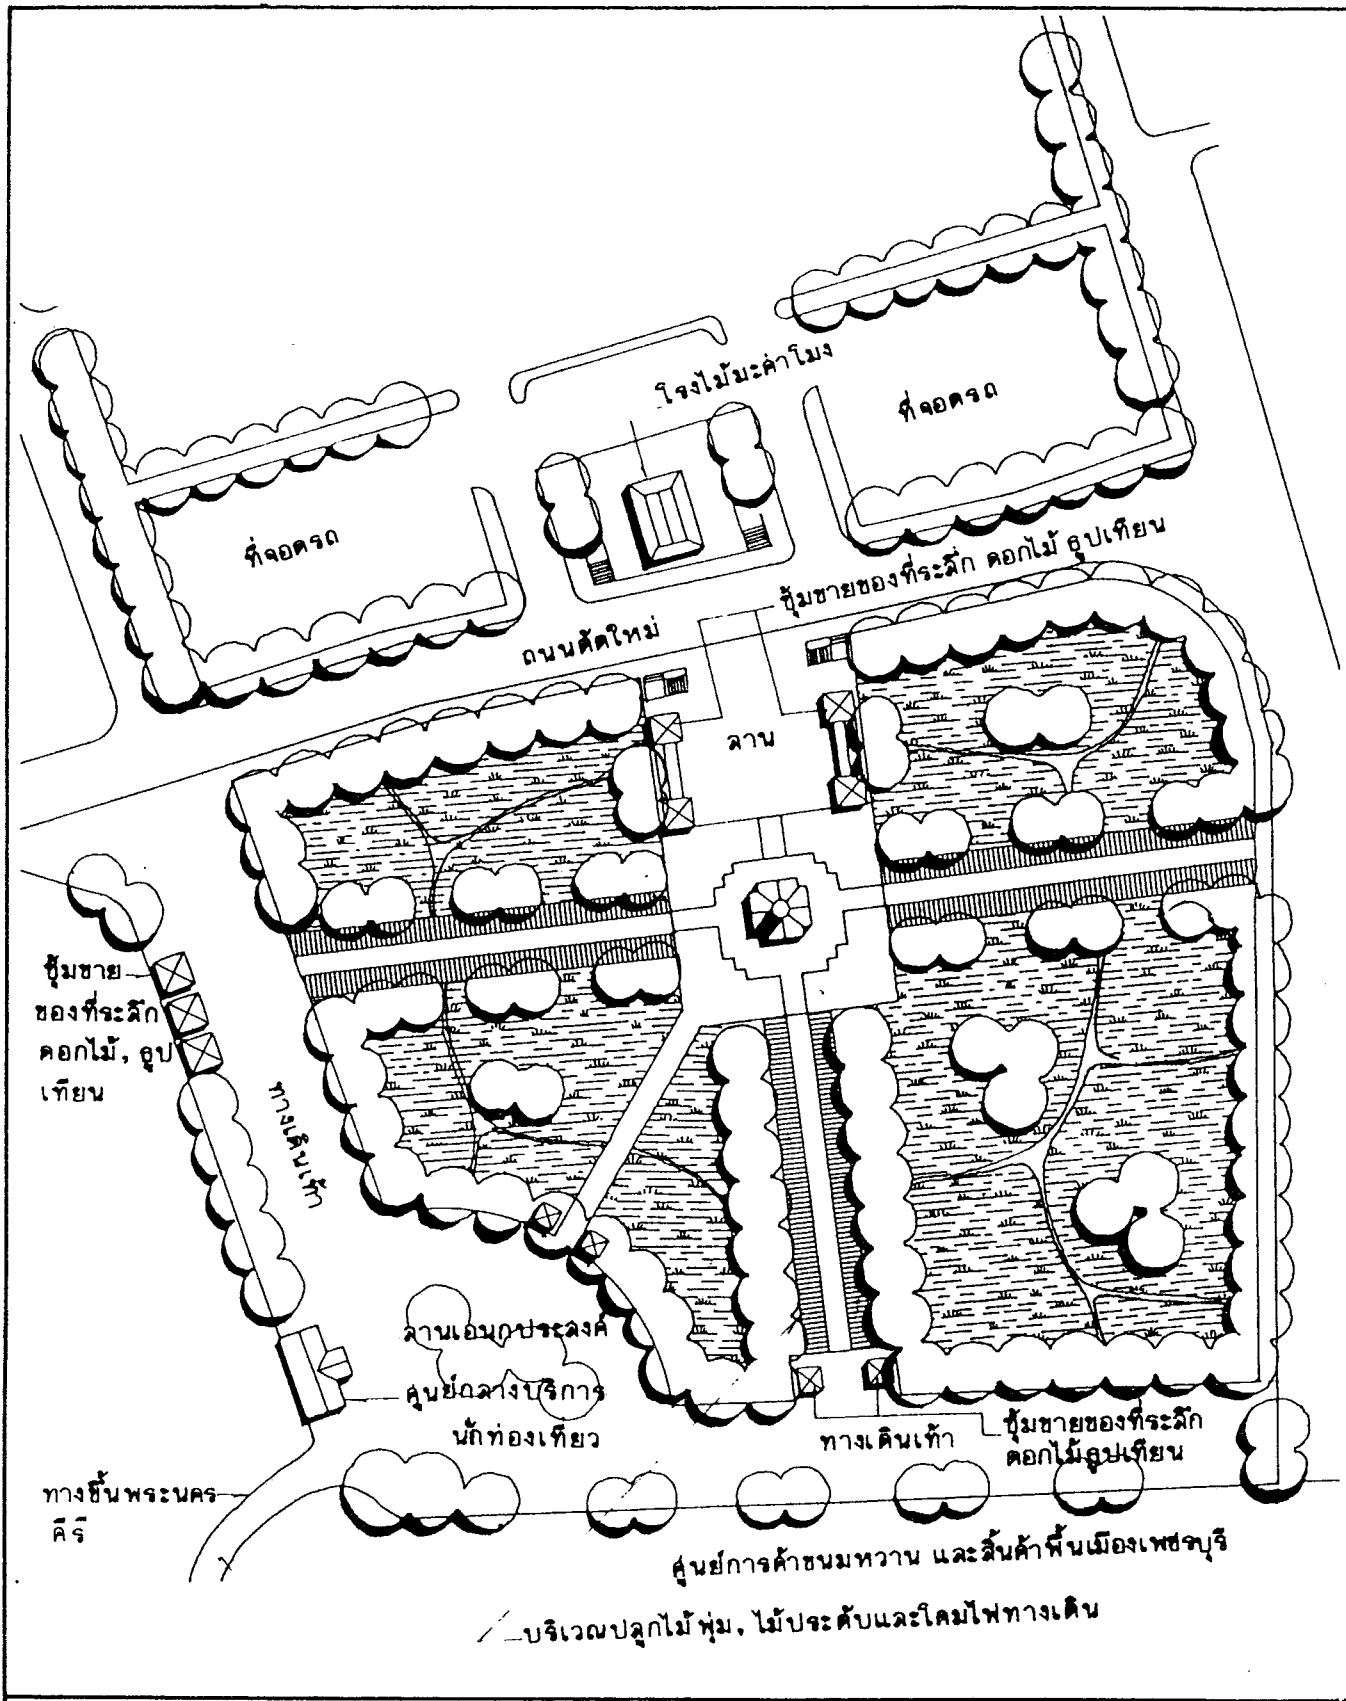 โรงไม้มะค่าโมง
ที่จอดรถ
ที่จอดรถ
ซุ้มขายของที่ระลึก ดอกไม้ ธูปเทียน
ถนนตัดใหม่
ลาน
ซุ้มขาย
ของที่ระลึก
ดอกไม้, ธูป
เทียน
ทางเดินเท้า
ลานเอนกประสงค์
ศูนย์กลางบริการ
นักท่องเที่ยว
ทางเดินเท้า
ซุ้มขายของที่ระลึก
ดอกไม้ธูปเทียน
ทางขึ้นพระนคร
คีรี
ศูนย์การค้าขนมหวาน และสินค้าพื้นเมืองเพชรบุรี
บริเวณปลูกไม้พุ่ม, ไม้ประดับและโคมไฟทางเดิน